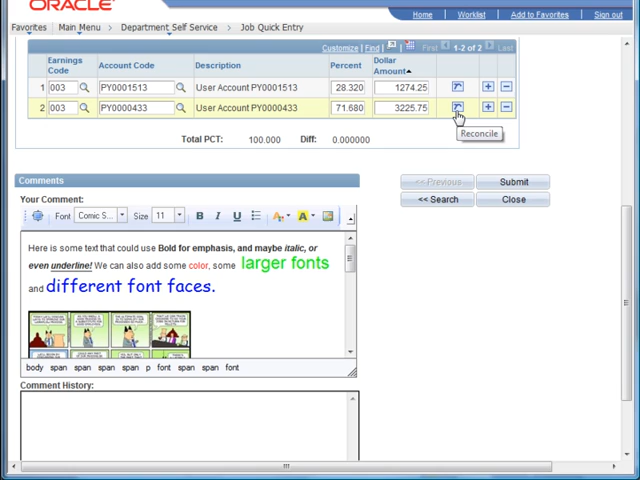 ORACLE
Home Worklist Add to Favorites Sign out
Favorites Main Menu > Department Self Service > Job Quick Entry
Customize | Find | First 1-2 of 2 Last
Earnings Code Account Code Description Percent Dollar Amount
1 003 PY0001513 User Account PY0001513 28.320 1274.25
2 003 PY0000433 User Account PY0000433 71.680 3225.75
Reconcile
Total PCT: 100.000 Diff: 0.000000
Comments
<< Previous Submit
<< Search Close
Your Comment:
Font Comic S... Size 11 B I U A A
Here is some text that could use Bold for emphasis, and maybe italic, or
even underline! We can also add some color, some larger fonts
and different font faces.
body span span span span p font span span font
Comment History: